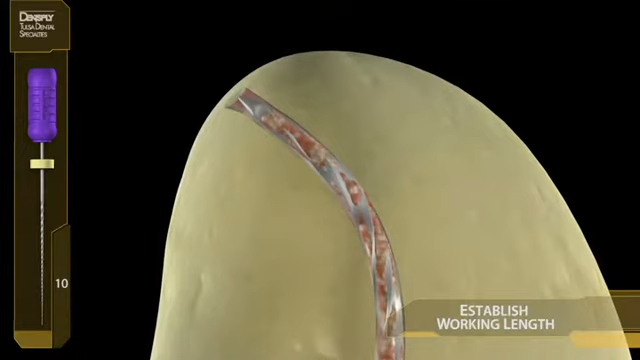 DENTSPLY
TULSA DENTAL
SPECIALTIES
10
ESTABLISH
WORKING LENGTH